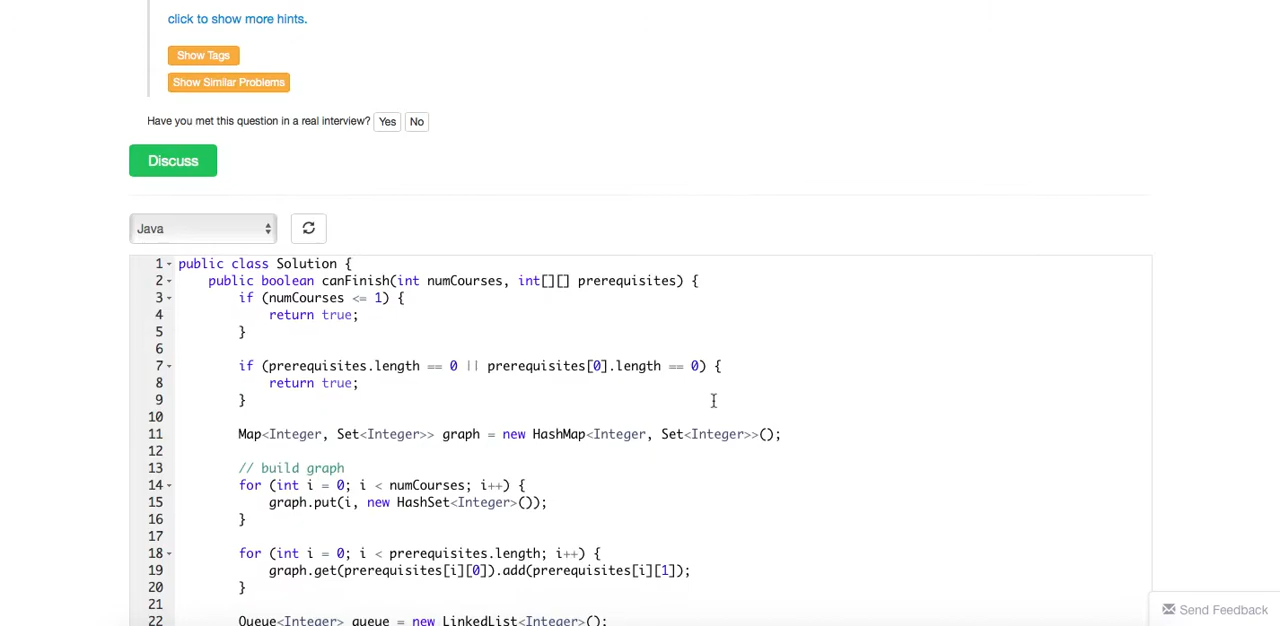 click to show more hints.
Show Tags
Show Similar Problems
Have you met this question in a real interview? Yes No
Discuss
Java
1 public class Solution {
2 public boolean canFinish(int numCourses, int[][] prerequisites) {
3 if (numCourses <= 1) {
4 return true;
5 }
6
7 if (prerequisites.length == 0 || prerequisites[0].length == 0) {
8 return true;
9 }
10
11 Map<Integer, Set<Integer>> graph = new HashMap<Integer, Set<Integer>>();
12
13 // build graph
14 for (int i = 0; i < numCourses; i++) {
15 graph.put(i, new HashSet<Integer>());
16 }
17
18 for (int i = 0; i < prerequisites.length; i++) {
19 graph.get(prerequisites[i][0]).add(prerequisites[i][1]);
20 }
21
22 Queue<Integer> queue = new LinkedList<Integer>();
Send Feedback